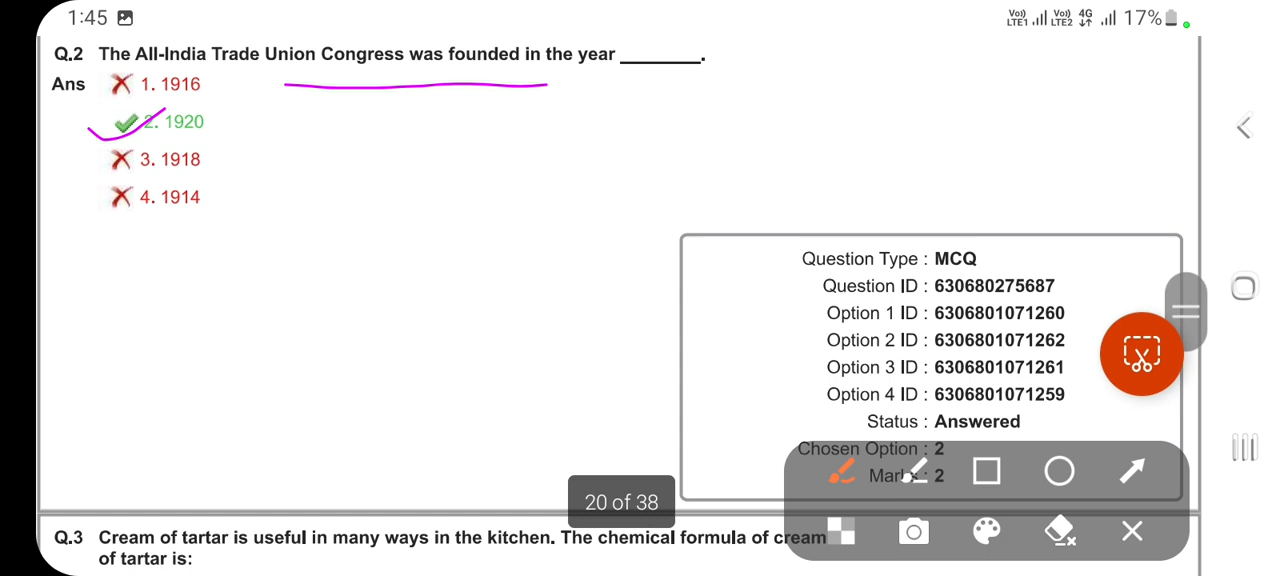 1:45
Vo)) LTE1 Vo)) LTE2 4G 17%
Q.2 The All-India Trade Union Congress was founded in the year ________.
Ans 1. 1916
2. 1920
3. 1918
4. 1914
Question Type : MCQ
Question ID : 630680275687
Option 1 ID : 6306801071260
Option 2 ID : 6306801071262
Option 3 ID : 6306801071261
Option 4 ID : 6306801071259
Status : Answered
Chosen Option : 2
Marks : 2
20 of 38
Q.3 Cream of tartar is useful in many ways in the kitchen. The chemical formula of cream
of tartar is: